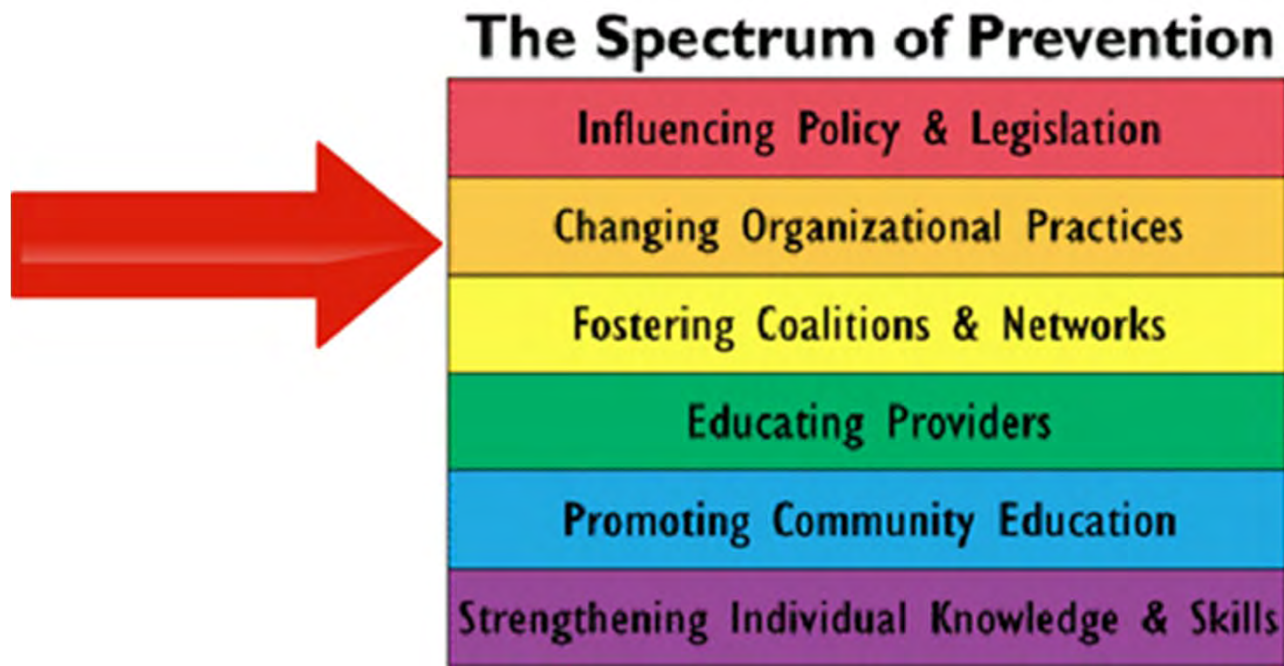 The Spectrum of Prevention
Influencing Policy & Legislation
Changing Organizational Practices
Fostering Coalitions & Networks
Educating Providers
Promoting Community Education
Strengthening Individual Knowledge & Skills